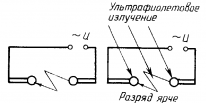 Ультрафиолетовое
излучение
~ и
~ и
Разряд ярче